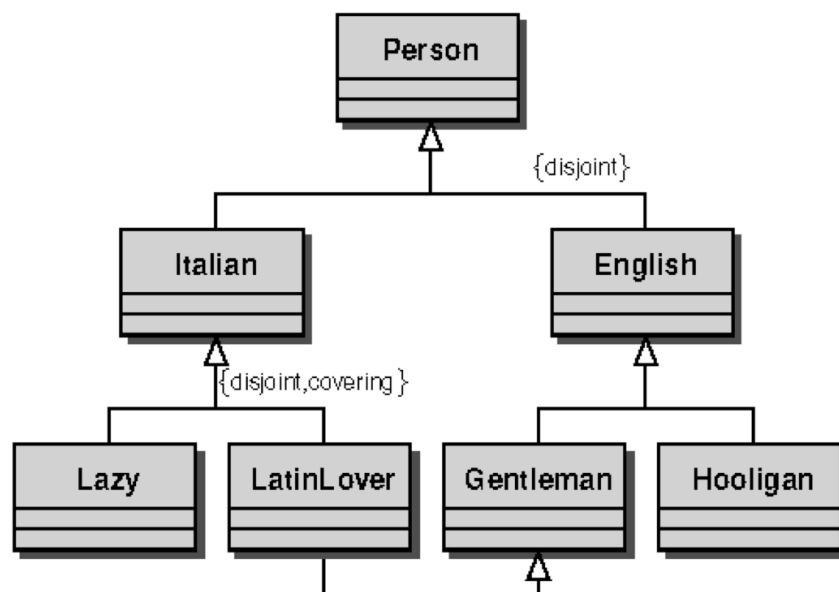 Person
{disjoint}
Italian
English
{disjoint,covering}
Lazy
LatinLover
Gentleman
Hooligan